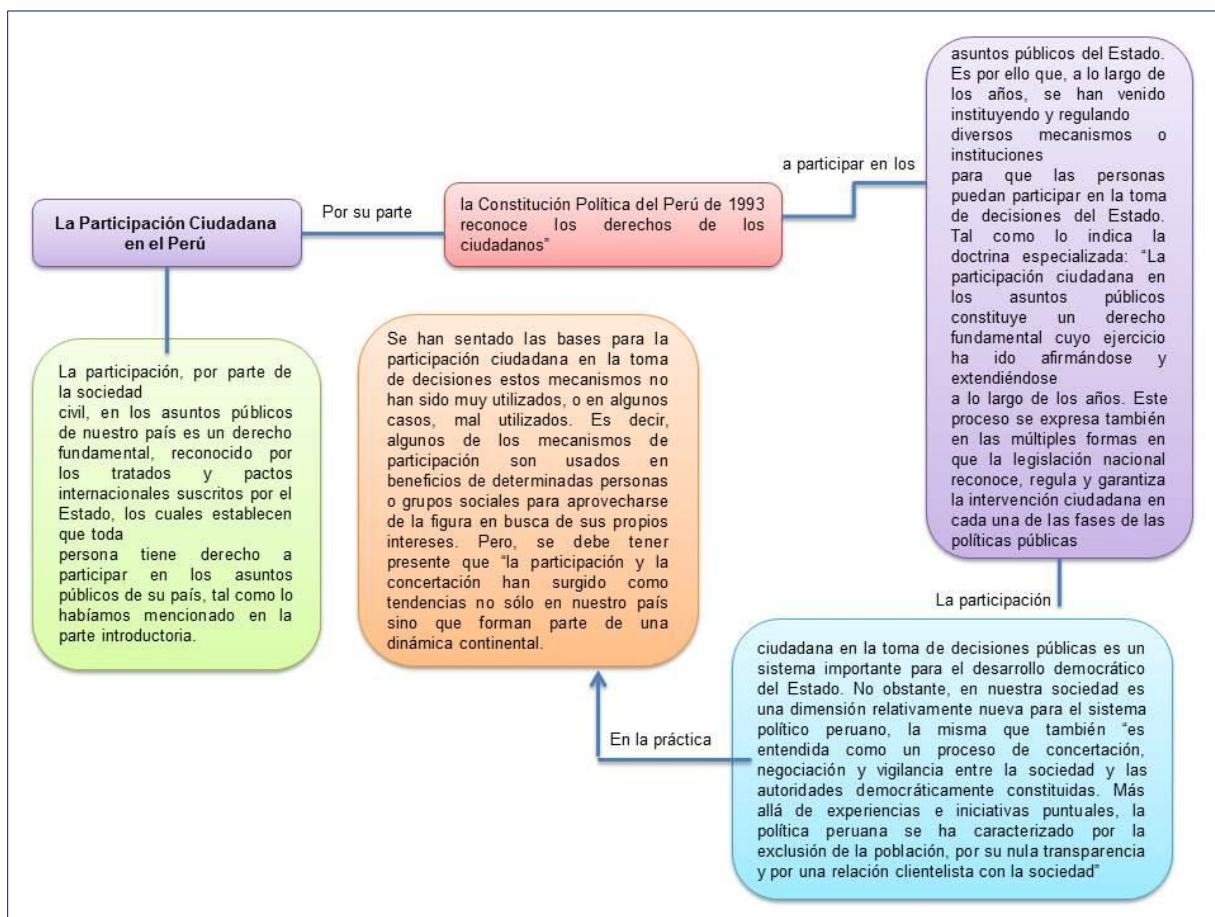 La Participación Ciudadana
en el Perú
Por su parte
la Constitución Política del Perú de 1993
reconoce los derechos de los
ciudadanos”
a participar en los
asuntos públicos del Estado.
Es por ello que, a lo largo de
los años, se han venido
instituyendo y regulando
diversos mecanismos o
instituciones
para que las personas
puedan participar en la toma
de decisiones del Estado.
Tal como lo indica la
doctrina especializada: “La
participación ciudadana en
los asuntos públicos
constituye un derecho
fundamental cuyo ejercicio
ha ido afirmándose y
extendiéndose
a lo largo de los años. Este
proceso se expresa también
en las múltiples formas en
que la legislación nacional
reconoce, regula y garantiza
la intervención ciudadana en
cada una de las fases de las
políticas públicas
La participación, por parte de
la sociedad
civil, en los asuntos públicos
de nuestro país es un derecho
fundamental, reconocido por
los tratados y pactos
internacionales suscritos por el
Estado, los cuales establecen
que toda
persona tiene derecho a
participar en los asuntos
públicos de su país, tal como lo
habíamos mencionado en la
parte introductoria.
Se han sentado las bases para la
participación ciudadana en la toma
de decisiones estos mecanismos no
han sido muy utilizados, o en algunos
casos, mal utilizados. Es decir,
algunos de los mecanismos de
participación son usados en
beneficios de determinadas personas
o grupos sociales para aprovecharse
de la figura en busca de sus propios
intereses. Pero, se debe tener
presente que “la participación y la
concertación han surgido como
tendencias no sólo en nuestro país
sino que forman parte de una
dinámica continental.
La participación
ciudadana en la toma de decisiones públicas es un
sistema importante para el desarrollo democrático
del Estado. No obstante, en nuestra sociedad es
una dimensión relativamente nueva para el sistema
político peruano, la misma que también “es
entendida como un proceso de concertación,
negociación y vigilancia entre la sociedad y las
autoridades democráticamente constituidas. Más
allá de experiencias e iniciativas puntuales, la
política peruana se ha caracterizado por la
exclusión de la población, por su nula transparencia
y por una relación clientelista con la sociedad”
En la práctica